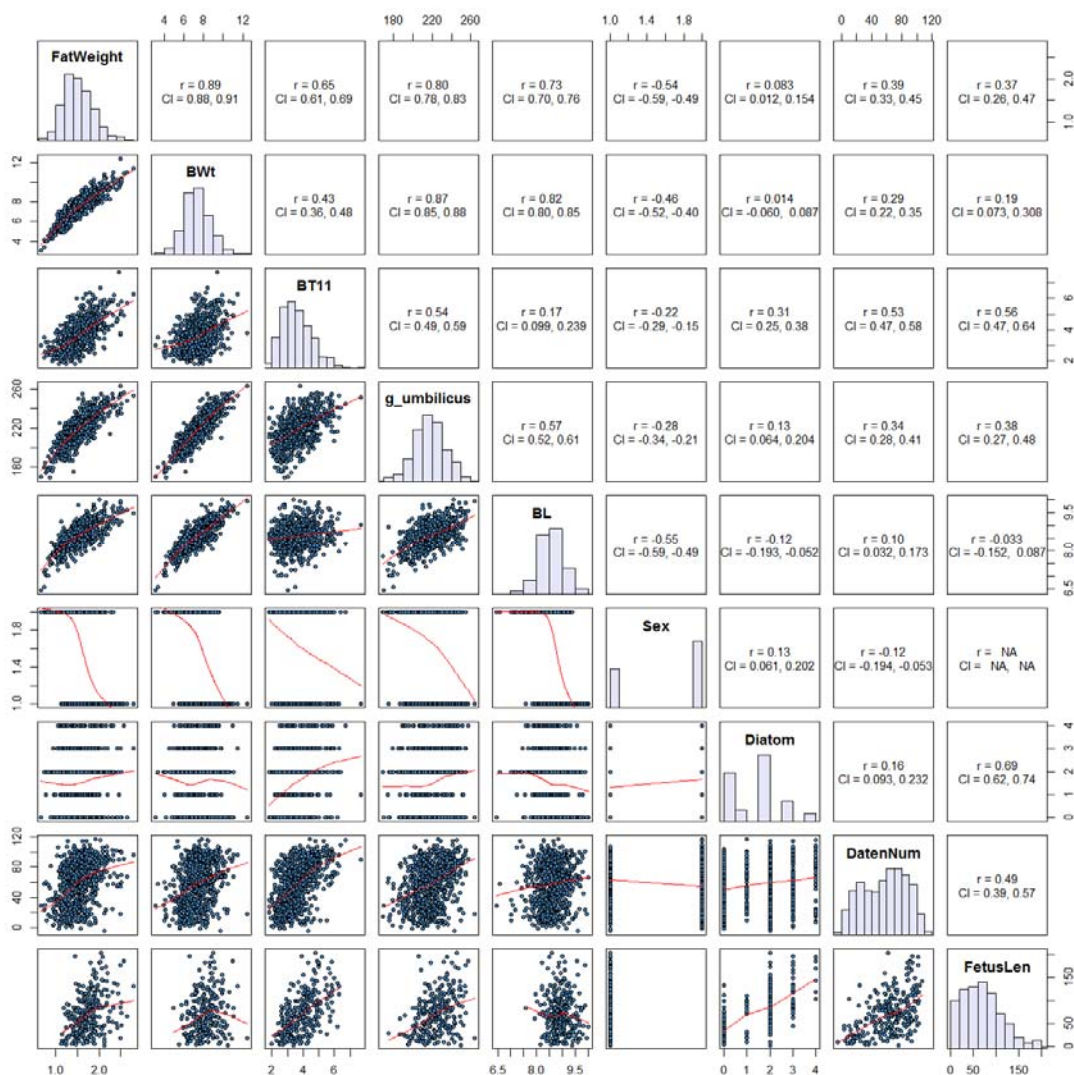 180 220 260 1.0 1.4 1.8 0 40 80 120
4 6 8 12
FatWeight
r = 0.89
CI = 0.88, 0.91
r = 0.65
CI = 0.61, 0.69
r = 0.80
CI = 0.78, 0.83
r = 0.73
CI = 0.70, 0.76
r = -0.54
CI = -0.59, -0.49
r = 0.083
CI = 0.012, 0.154
r = 0.39
CI = 0.33, 0.45
r = 0.37
CI = 0.26, 0.47
1.0 2.0
4 6 8 12
BWt
r = 0.43
CI = 0.36, 0.48
r = 0.87
CI = 0.85, 0.88
r = 0.82
CI = 0.80, 0.85
r = -0.46
CI = -0.52, -0.40
r = 0.014
CI = -0.060, 0.087
r = 0.29
CI = 0.22, 0.35
r = 0.19
CI = 0.073, 0.308
BT11
r = 0.54
CI = 0.49, 0.59
r = 0.17
CI = 0.099, 0.239
r = -0.22
CI = -0.29, -0.15
r = 0.31
CI = 0.25, 0.38
r = 0.53
CI = 0.47, 0.58
r = 0.56
CI = 0.47, 0.64
2 4 6
180 220 260
g_umbilicus
r = 0.57
CI = 0.52, 0.61
r = -0.28
CI = -0.34, -0.21
r = 0.13
CI = 0.064, 0.204
r = 0.34
CI = 0.28, 0.41
r = 0.38
CI = 0.27, 0.48
BL
r = -0.55
CI = -0.59, -0.49
r = -0.12
CI = -0.193, -0.052
r = 0.10
CI = 0.032, 0.173
r = -0.033
CI = -0.152, 0.087
6.5 8.0 9.5
1.0 1.4 1.8
Sex
r = 0.13
CI = 0.061, 0.202
r = -0.12
CI = -0.194, -0.053
r = NA
CI = NA, NA
Diatom
r = 0.16
CI = 0.093, 0.232
r = 0.69
CI = 0.62, 0.74
0 1 2 3 4
0 40 80 120
DatenNum
r = 0.49
CI = 0.39, 0.57
FetusLen
0 50 150
1.0 2.0
2 3 4 5 6
6.5 8.0 9.5
0 1 2 3 4
0 50 150